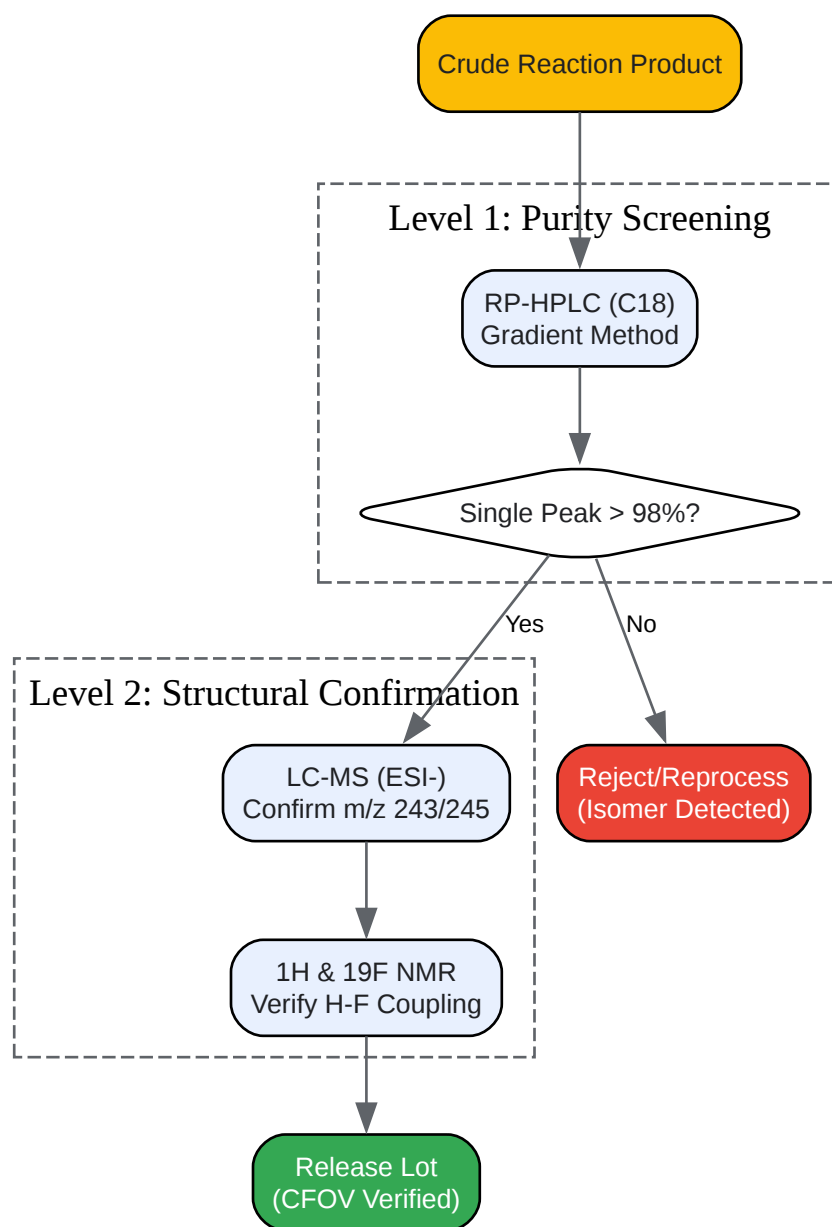 Crude Reaction Product
Level 1: Purity Screening
RP-HPLC (C18)
Gradient Method
Single Peak > 98%?
Yes
No
Level 2: Structural Confirmation
LC-MS (ESI-)
Confirm m/z 243/245
Reject/Reprocess
(Isomer Detected)
1H & 19F NMR
Verify H-F Coupling
Release Lot
(CFOV Verified)